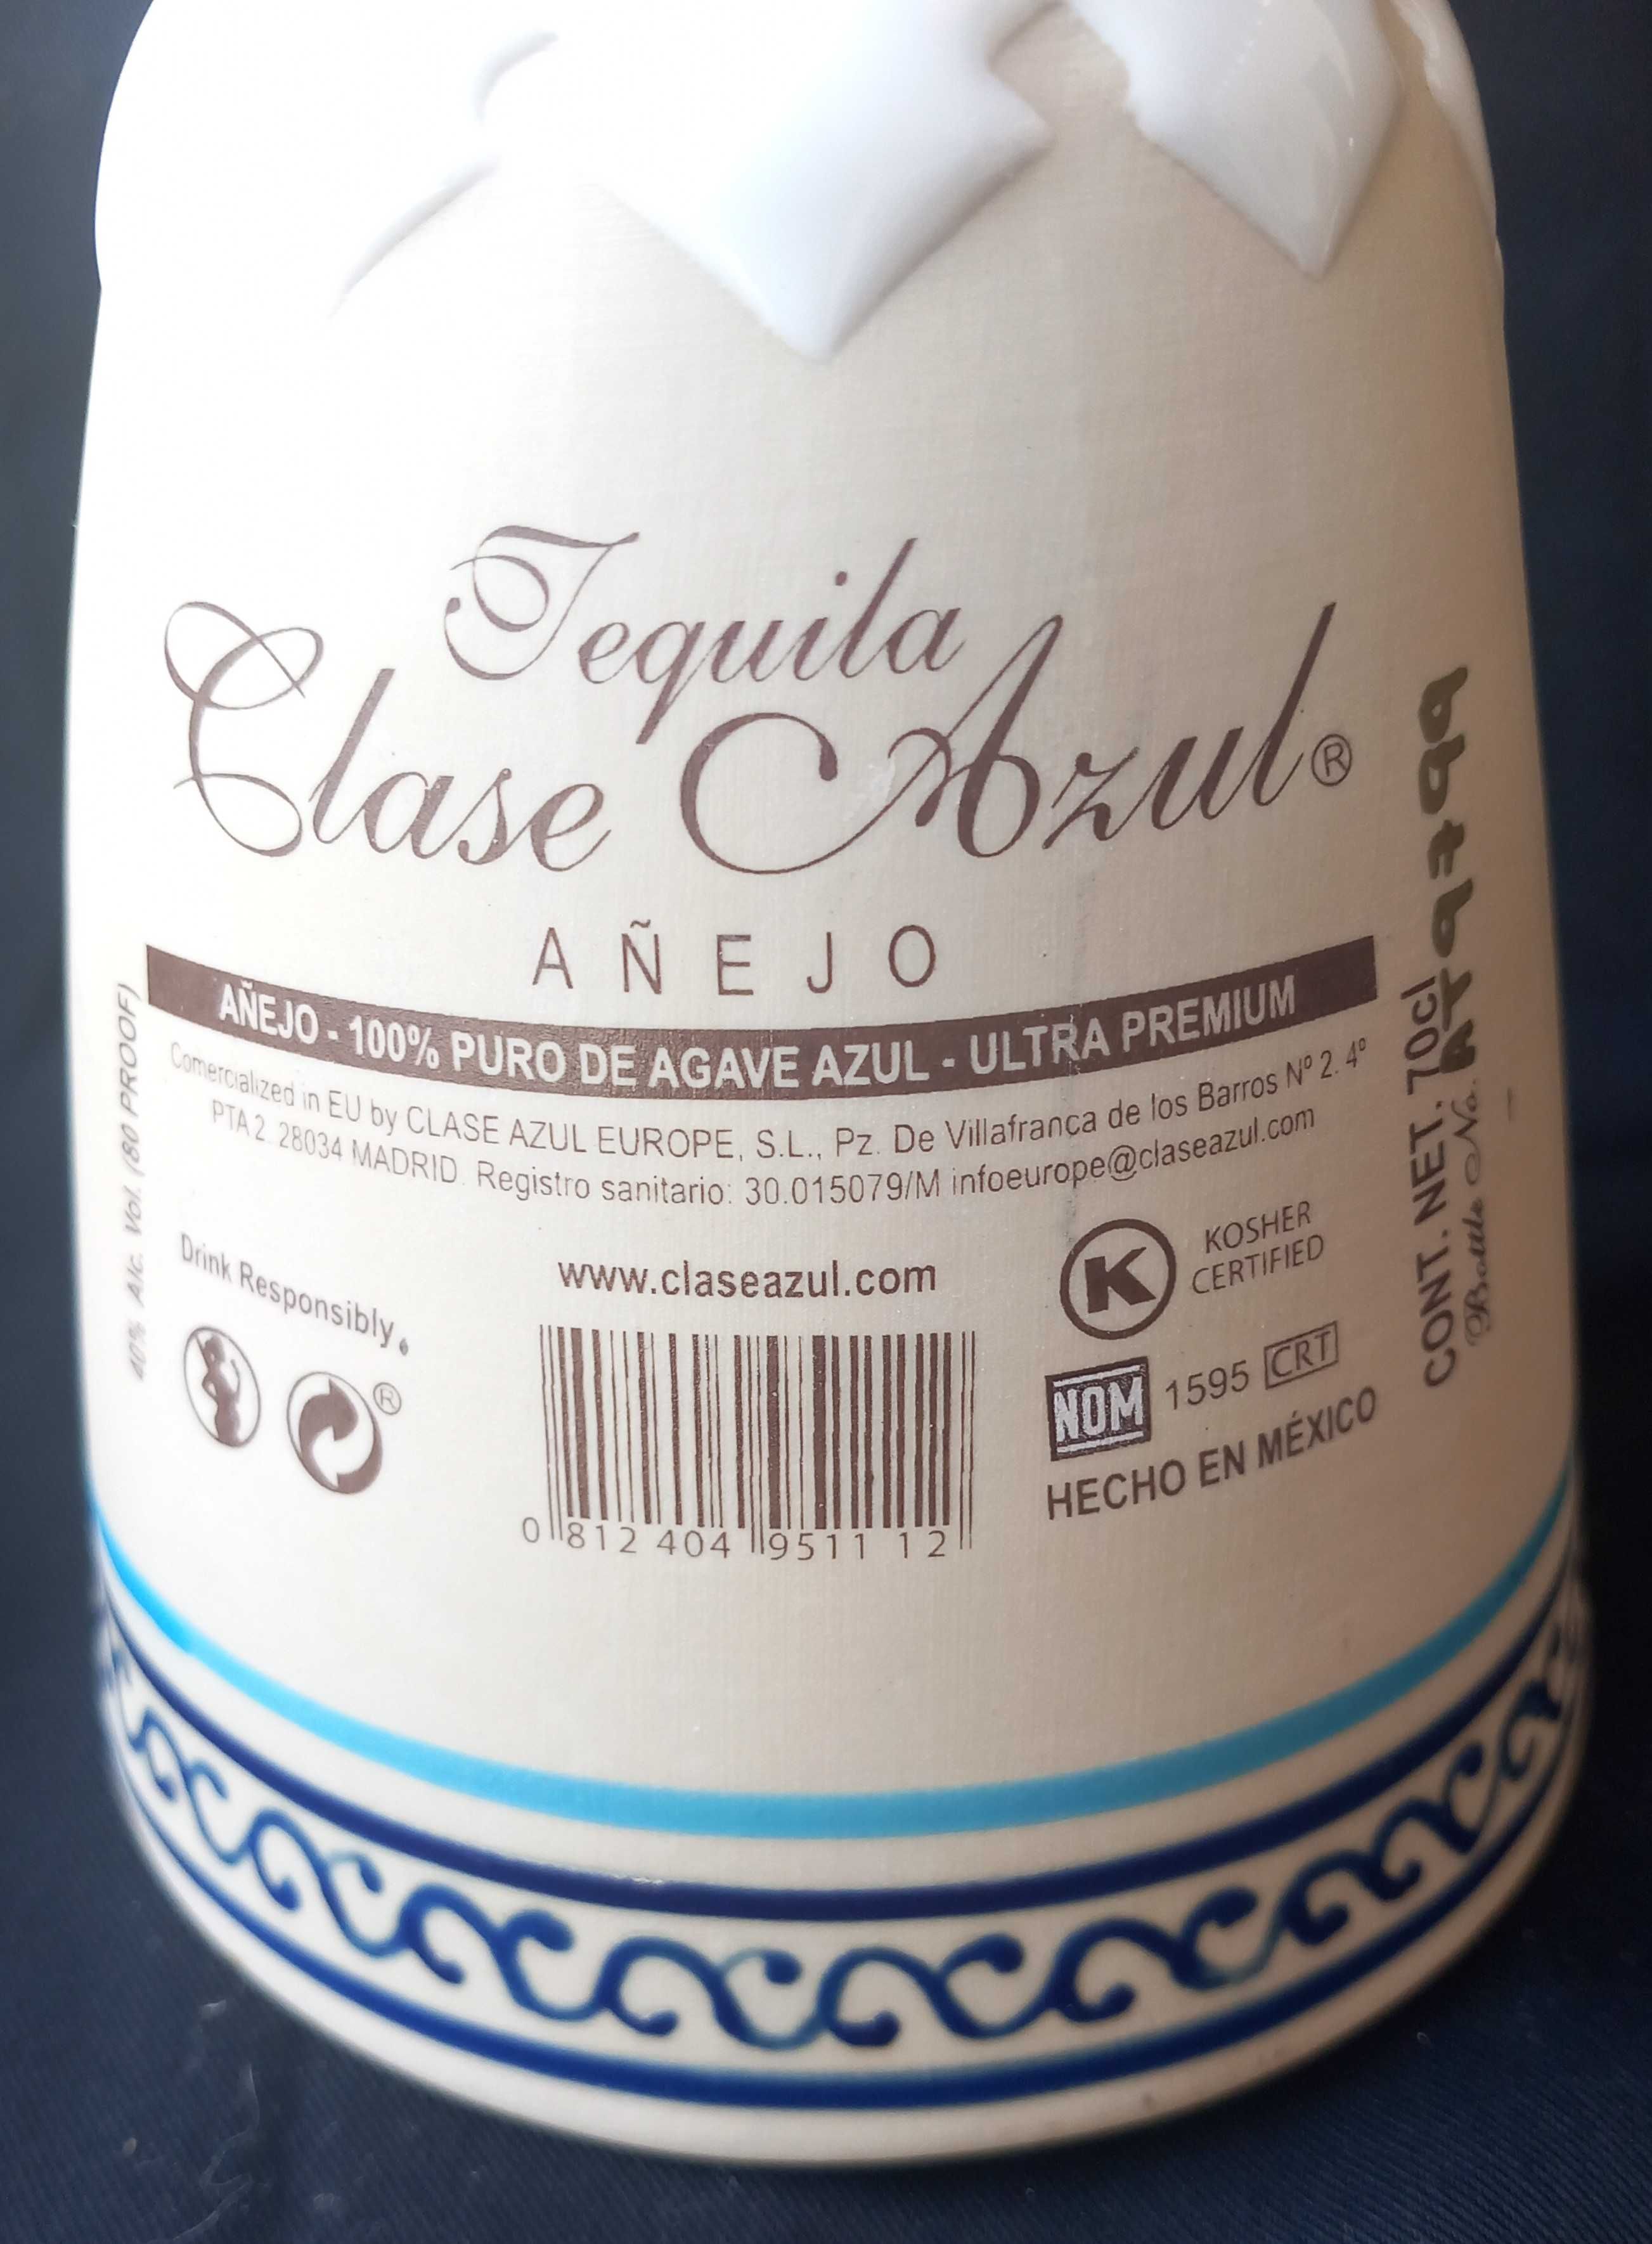 Tequila
Clase Azul®
AÑEJO
AÑEJO - 100% PURO DE AGAVE AZUL - ULTRA PREMIUM
Comercialized in EU by CLASE AZUL EUROPE, S.L., Pz. De Villafranca de los Barros Nº 2. 4º
PTA 2. 28034 MADRID. Registro sanitario: 30.015079/M infoeurope@claseazul.com
40% Alc. Vol. (80 PROOF)
Drink Responsibly.
®
www.claseazul.com
0 812404 951112
K
KOSHER
CERTIFIED
NOM 1595 CRT
HECHO EN MÉXICO
CONT. NET. 70cl
Bottle No.